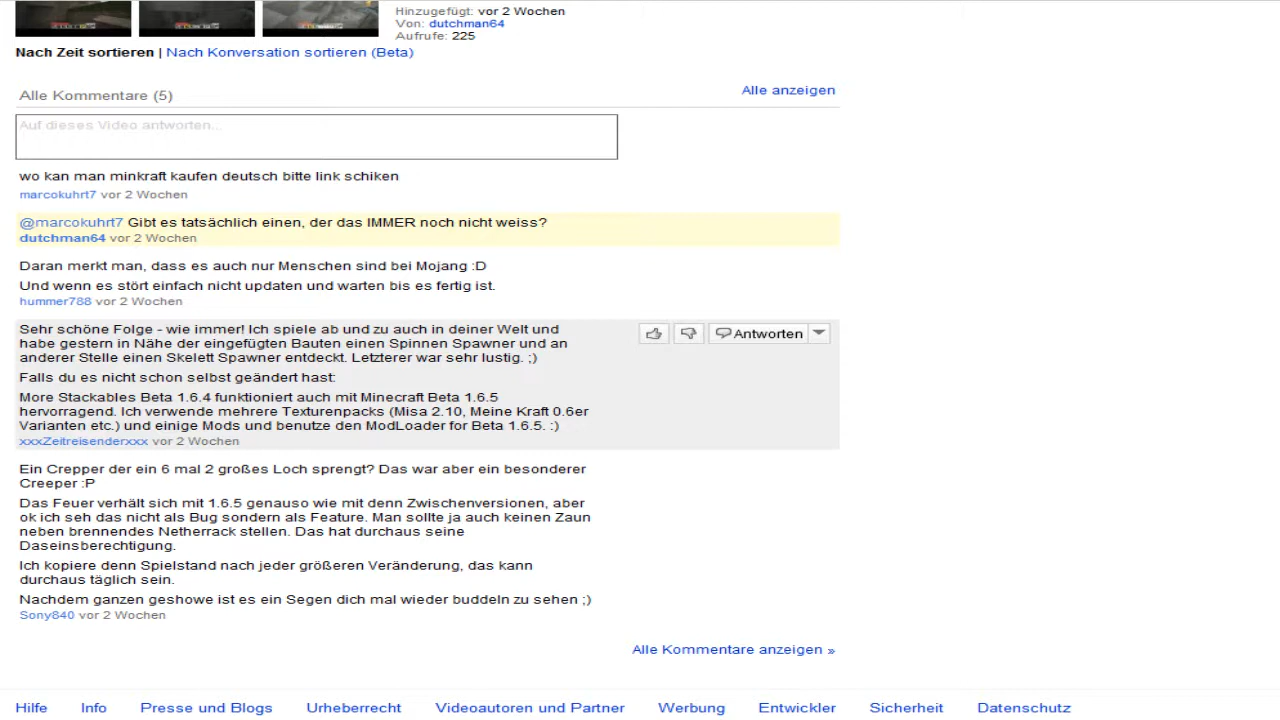 Hinzugefügt: vor 2 Wochen
Von: dutchman64
Aufrufe: 225
Nach Zeit sortieren | Nach Konversation sortieren (Beta)
Alle Kommentare (5)
Alle anzeigen
Auf dieses Video antworten...
wo kan man minkraft kaufen deutsch bitte link schiken
marcokuhrt7 vor 2 Wochen
@marcokuhrt7 Gibt es tatsächlich einen, der das IMMER noch nicht weiss?
dutchman64 vor 2 Wochen
Daran merkt man, dass es auch nur Menschen sind bei Mojang :D
Und wenn es stört einfach nicht updaten und warten bis es fertig ist.
hummer788 vor 2 Wochen
Sehr schöne Folge - wie immer! Ich spiele ab und zu auch in deiner Welt und
habe gestern in Nähe der eingefügten Bauten einen Spinnen Spawner und an
anderer Stelle einen Skelett Spawner entdeckt. Letzterer war sehr lustig. ;)
Antworten
Falls du es nicht schon selbst geändert hast:
More Stackables Beta 1.6.4 funktioniert auch mit Minecraft Beta 1.6.5
hervorragend. Ich verwende mehrere Texturenpacks (Misa 2.10, Meine Kraft 0.6er
Varianten etc.) und einige Mods und benutze den ModLoader for Beta 1.6.5. :)
xxxZeitreisenderxxx vor 2 Wochen
Ein Crepper der ein 6 mal 2 großes Loch sprengt? Das war aber ein besonderer
Creeper :P
Das Feuer verhält sich mit 1.6.5 genauso wie mit denn Zwischenversionen, aber
ok ich seh das nicht als Bug sondern als Feature. Man sollte ja auch keinen Zaun
neben brennendes Netherrack stellen. Das hat durchaus seine
Daseinsberechtigung.
Ich kopiere denn Spielstand nach jeder größeren Veränderung, das kann
durchaus täglich sein.
Nachdem ganzen geshowe ist es ein Segen dich mal wieder buddeln zu sehen ;)
Sony840 vor 2 Wochen
Alle Kommentare anzeigen »
Hilfe Info Presse und Blogs Urheberrecht Videoautoren und Partner Werbung Entwickler Sicherheit Datenschutz